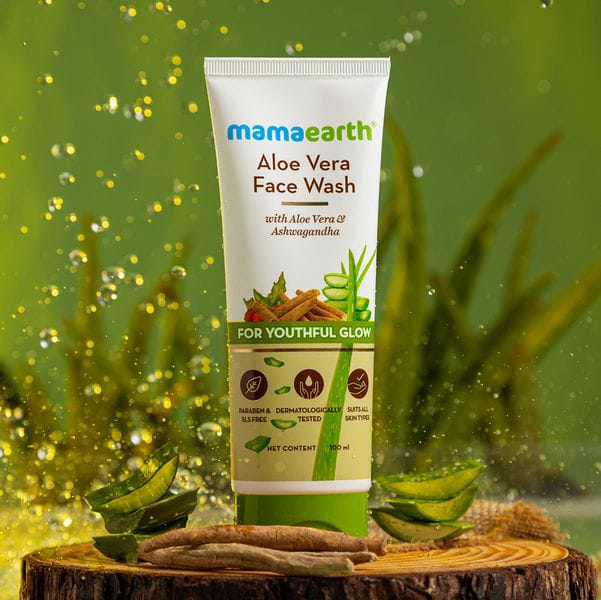 mamaearth®
Aloe Vera
Face Wash
with Aloe Vera &
Ashwagandha
FOR YOUTHFUL GLOW
PARABEN &
SLS FREE
DERMATOLOGICALLY
TESTED
SUITS ALL
SKIN TYPES
NET CONTENT 100 ml